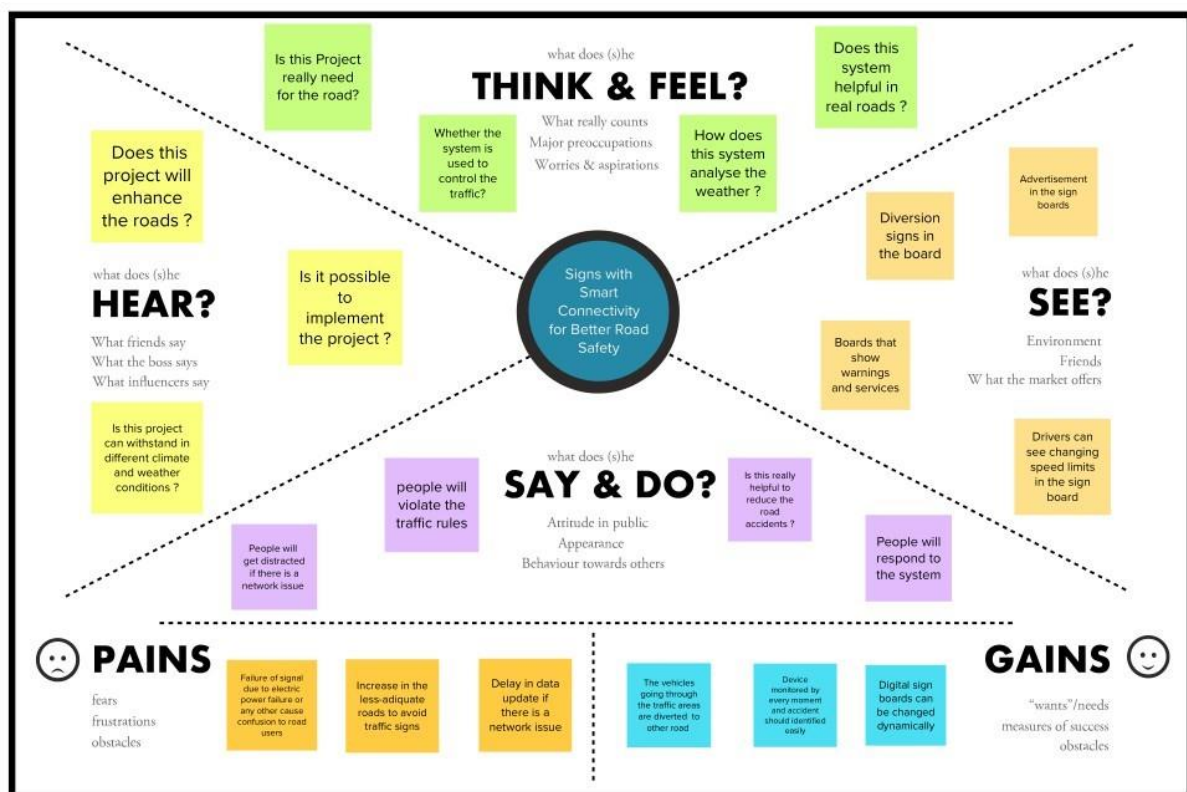 what does (s)he
THINK & FEEL?
What really counts
Major preoccupations
Worries & aspirations
Is this Project
really need
for the road?
Whether the
system is
used to
control the
traffic?
How does
this system
analyse the
weather ?
Does this
system
helpful in
real roads ?
Does this
project will
enhance
the roads ?
what does (s)he
HEAR?
What friends say
What the boss says
What influencers say
Is it possible
to
implement
the project ?
Is this project
can withstand in
different climate
and weather
conditions ?
Signs with
Smart
Connectivity
for Better Road
Safety
Advertisement
in the sign
boards
Diversion
signs in
the board
what does (s)he
SEE?
Environment
Friends
W hat the market offers
Boards that
show
warnings
and services
Drivers can
see changing
speed limits
in the sign
board
what does (s)he
SAY & DO?
Attitude in public
Appearance
Behaviour towards others
people will
violate the
traffic rules
People will
get distracted
if there is a
network issue
Is this really
helpful to
reduce the
road
accidents ?
People will
respond to
the system
PAINS
fears
frustrations
obstacles
Failure of signal
due to electric
power failure or
any other cause
confusion to road
users
Increase in the
less-adiquate
roads to avoid
traffic signs
Delay in data
update if
there is a
network issue
The vehicles
going through
the traffic areas
are diverted to
other road
Device
monitored by
every moment
and accident
should identified
easily
Digital sign
boards can
be changed
dynamically
GAINS
“wants”/needs
measures of success
obstacles